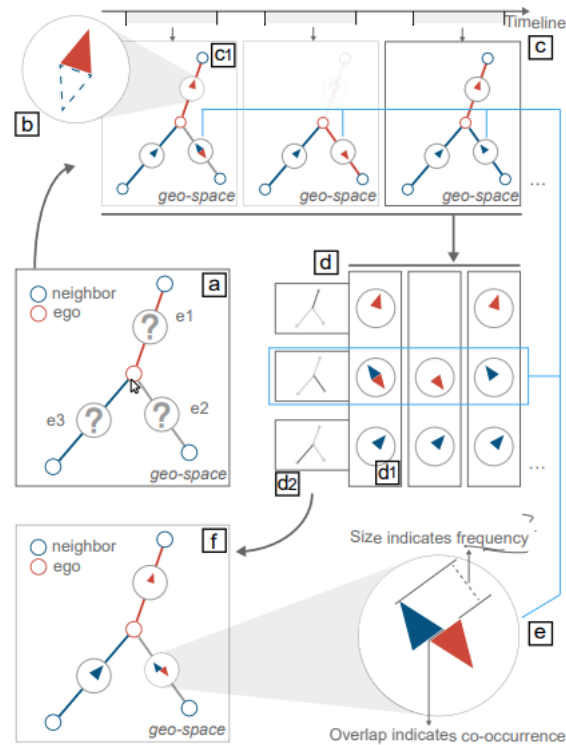 Timeline
c1
c
b
geo-space
geo-space
geo-space
...
a
neighbor
ego
?
e1
e3
?
?
e2
geo-space
d
d1
d2
...
f
neighbor
ego
geo-space
Size indicates frequency
e
Overlap indicates co-occurrence